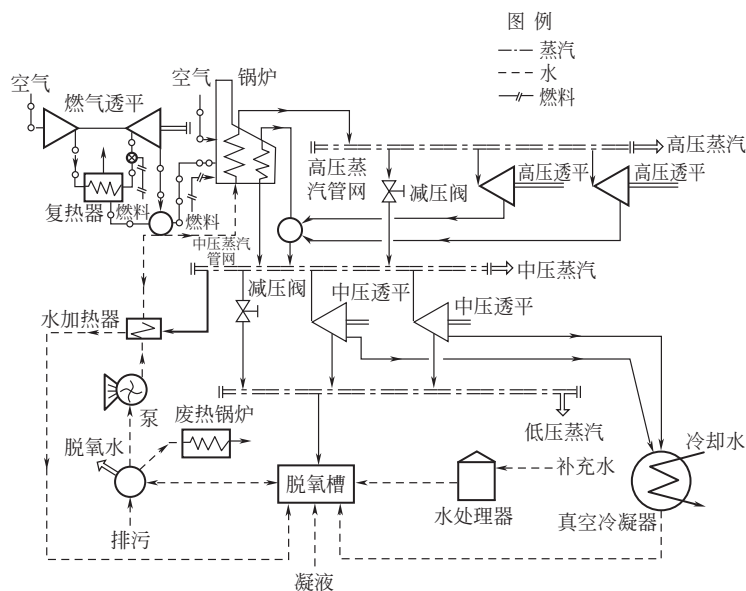 图 例
蒸汽
水
燃料
空气
燃气透平
空气
锅炉
高压蒸汽
高压蒸
汽管网
减压阀
高压透平
高压透平
复热器
燃料
燃料
中压蒸汽
管网
中压蒸汽
减压阀
中压透平
中压透平
水加热器
泵
废热锅炉
低压蒸汽
冷却水
脱氧水
脱氧槽
补充水
水处理器
真空冷凝器
排污
凝液